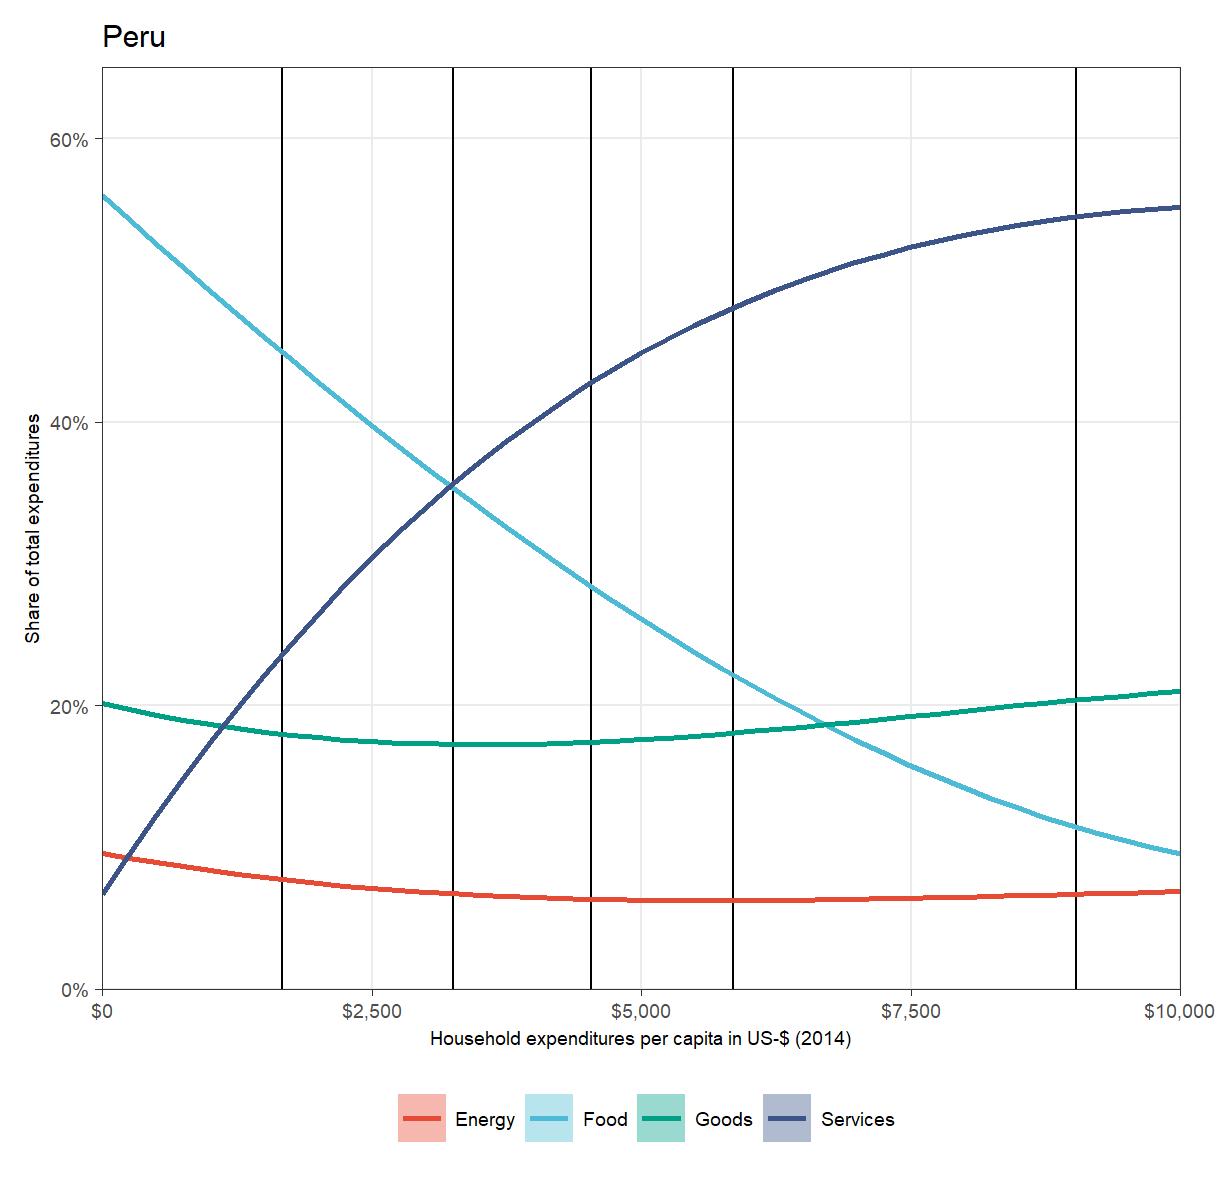 Peru
60%
40%
20%
0%
Share of total expenditures
$0 $2,500 $5,000 $7,500 $10,000
Household expenditures per capita in US-$ (2014)
Energy Food Goods Services